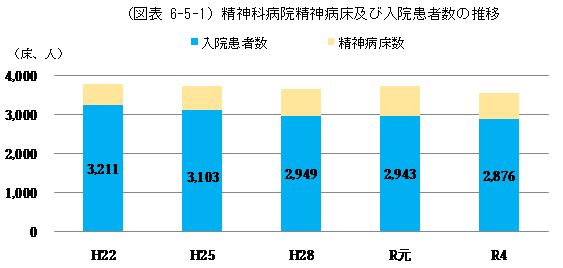 (図表 6-5-1) 精神科病院精神病床及び入院患者数の推移
入院患者数 精神病床数
(床、人)
4,000
3,000
2,000
1,000
0
3,211 3,103 2,949 2,943 2,876
H22 H25 H28 R元 R4